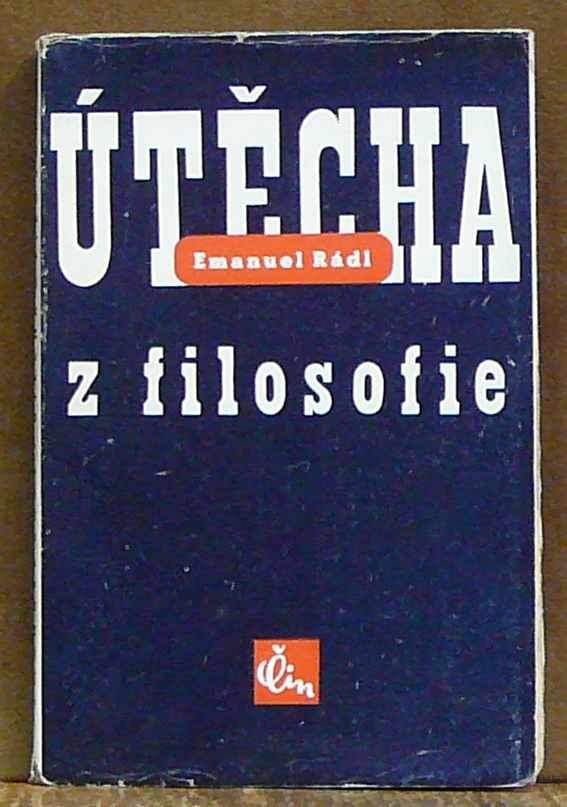 ÚTĚCHA
Emanuel Rádl
z filosofie
Čin